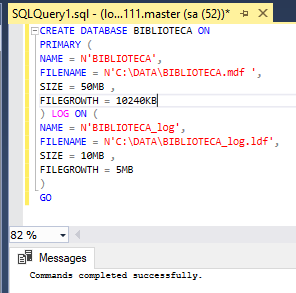 SQLQuery1.sql - (lo...111.master (sa (52))*
CREATE DATABASE BIBLIOTECA ON
PRIMARY (
NAME = N'BIBLIOTECA',
FILENAME = N'C:\DATA\BIBLIOTECA.mdf ',
SIZE = 50MB ,
FILEGROWTH = 10240KB
) LOG ON (
NAME = N'BIBLIOTECA_log',
FILENAME = N'C:\DATA\BIBLIOTECA_log.ldf',
SIZE = 10MB ,
FILEGROWTH = 5MB
)
GO
82 %
Messages
Commands completed successfully.